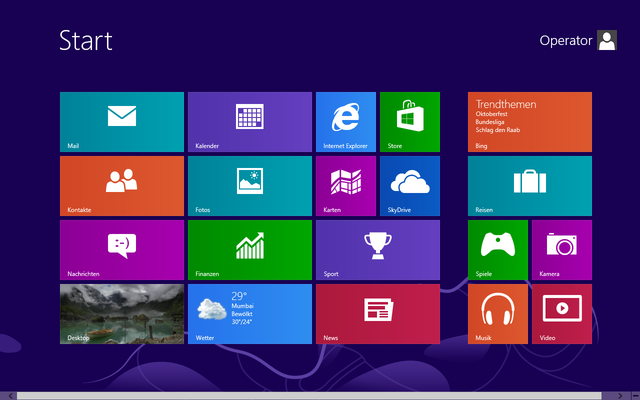 Start
Operator
Mail
Kalender
Internet Explorer
Store
Trendthemen
Oktoberfest
Bundesliga
Schlag den Raab
Bing
Kontakte
Fotos
Karten
SkyDrive
Reisen
:-)
Nachrichten
Finanzen
Sport
Spiele
Kamera
Desktop
29°
Mumbai
Bewölkt
30°/24°
Wetter
News
Musik
Video